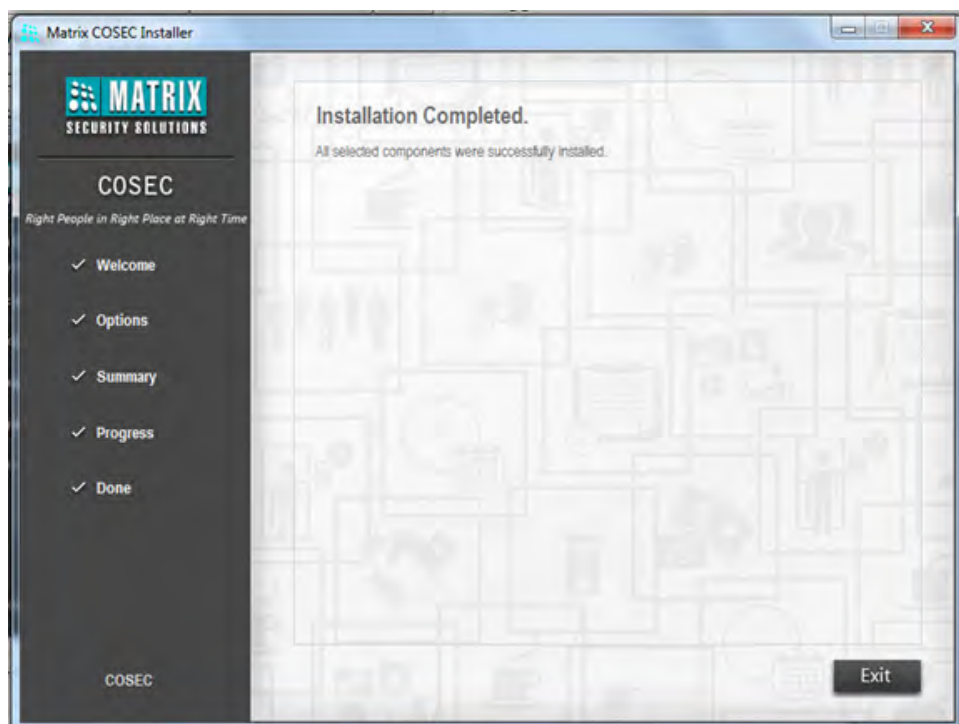 Matrix COSEC Installer
MATRIX
SECURITY SOLUTIONS
COSEC
Right People in Right Place at Right Time
Welcome
Options
Summary
Progress
Done
COSEC
Installation Completed.
All selected components were successfully installed.
Exit